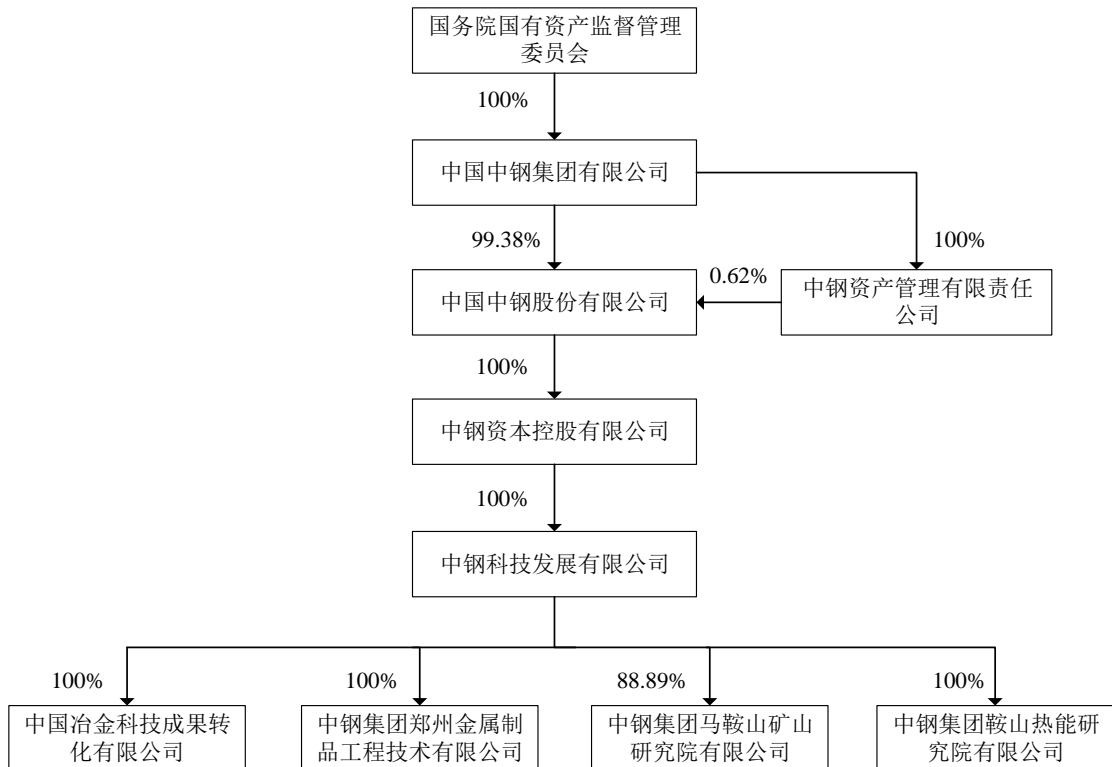 国务院国有资产监督管理
委员会
100%
中国中钢集团有限公司
99.38%
100%
0.62%
中国中钢股份有限公司
中钢资产管理有限责任
公司
100%
中钢资本控股有限公司
100%
中钢科技发展有限公司
100%
100%
88.89%
100%
中国冶金科技成果转
化有限公司
中钢集团郑州金属制
品工程技术有限公司
中钢集团马鞍山矿山
研究院有限公司
中钢集团鞍山热能研
究院有限公司